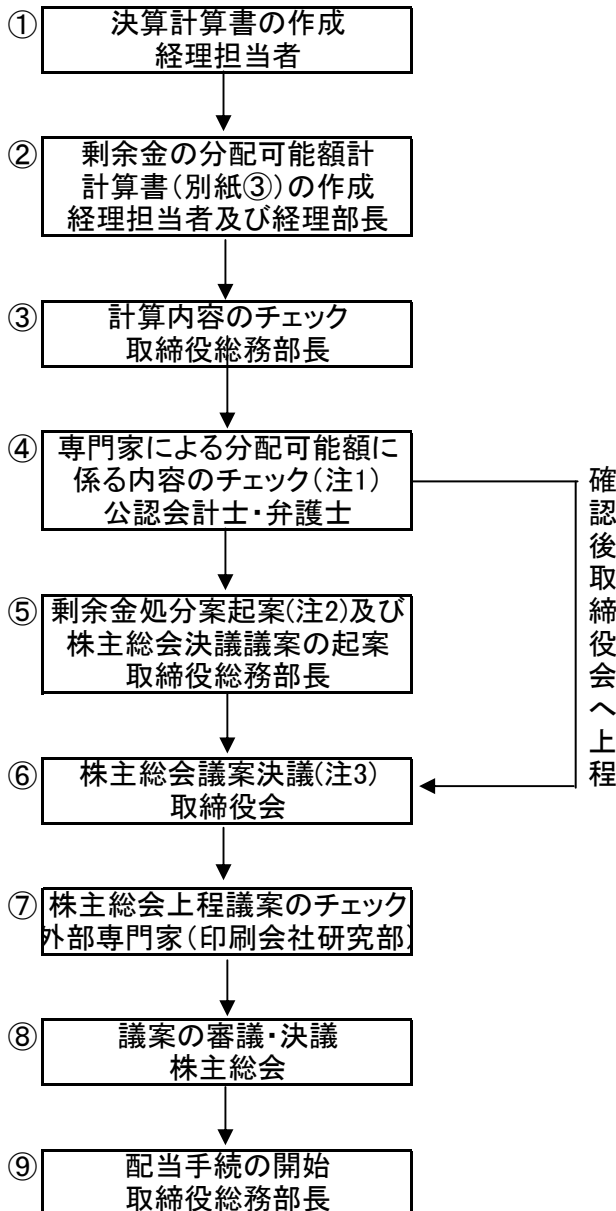 ① 決算計算書の作成
経理担当者
② 剰余金の分配可能額計
計算書(別紙③)の作成
経理担当者及び経理部長
③ 計算内容のチェック
取締役総務部長
④ 専門家による分配可能額に
係る内容のチェック(注1)
公認会計士・弁護士
確認後取締役会へ上程
⑤ 剰余金処分案起案(注2)及び
株主総会決議議案の起案
取締役総務部長
⑥ 株主総会議案決議(注3)
取締役会
⑦ 株主総会上程議案のチェック
外部専門家(印刷会社研究部)
⑧ 議案の審議・決議
株主総会
⑨ 配当手続の開始
取締役総務部長